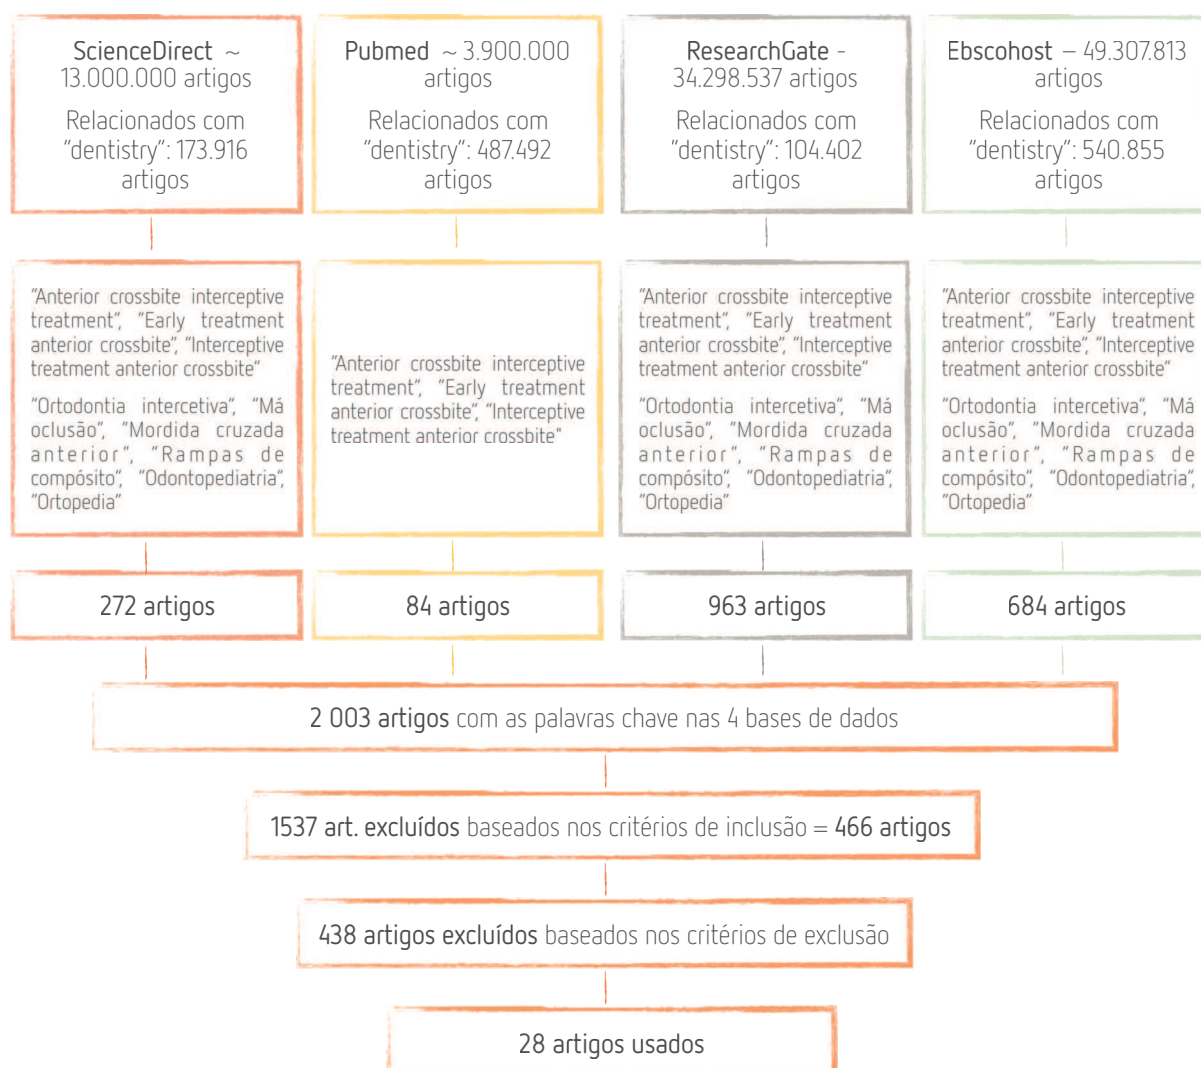 ScienceDirect ~
13.000.000 artigos
Relacionados com
"dentistry": 173.916
artigos
Pubmed ~ 3.900.000
artigos
Relacionados com
"dentistry": 487.492
artigos
ResearchGate -
34.298.537 artigos
Relacionados com
"dentistry": 104.402
artigos
Ebscohost – 49.307.813
artigos
Relacionados com
"dentistry": 540.855
artigos
"Anterior crossbite interceptive
treatment", "Early treatment
anterior crossbite", "Interceptive
treatment anterior crossbite"
"Ortodontia intercetiva", "Má
oclusão", "Mordida cruzada
anterior", "Rampas de
compósito", "Odontopediatria",
"Ortopedia"
"Anterior crossbite interceptive
treatment", "Early treatment
anterior crossbite", "Interceptive
treatment anterior crossbite"
"Anterior crossbite interceptive
treatment", "Early treatment
anterior crossbite", "Interceptive
treatment anterior crossbite"
"Ortodontia intercetiva", "Má
oclusão", "Mordida cruzada
anterior", "Rampas de
compósito", "Odontopediatria",
"Ortopedia"
"Anterior crossbite interceptive
treatment", "Early treatment
anterior crossbite", "Interceptive
treatment anterior crossbite"
"Ortodontia intercetiva", "Má
oclusão", "Mordida cruzada
anterior", "Rampas de
compósito", "Odontopediatria",
"Ortopedia"
272 artigos
84 artigos
963 artigos
684 artigos
2 003 artigos com as palavras chave nas 4 bases de dados
1537 art. excluídos baseados nos critérios de inclusão = 466 artigos
438 artigos excluídos baseados nos critérios de exclusão
28 artigos usados